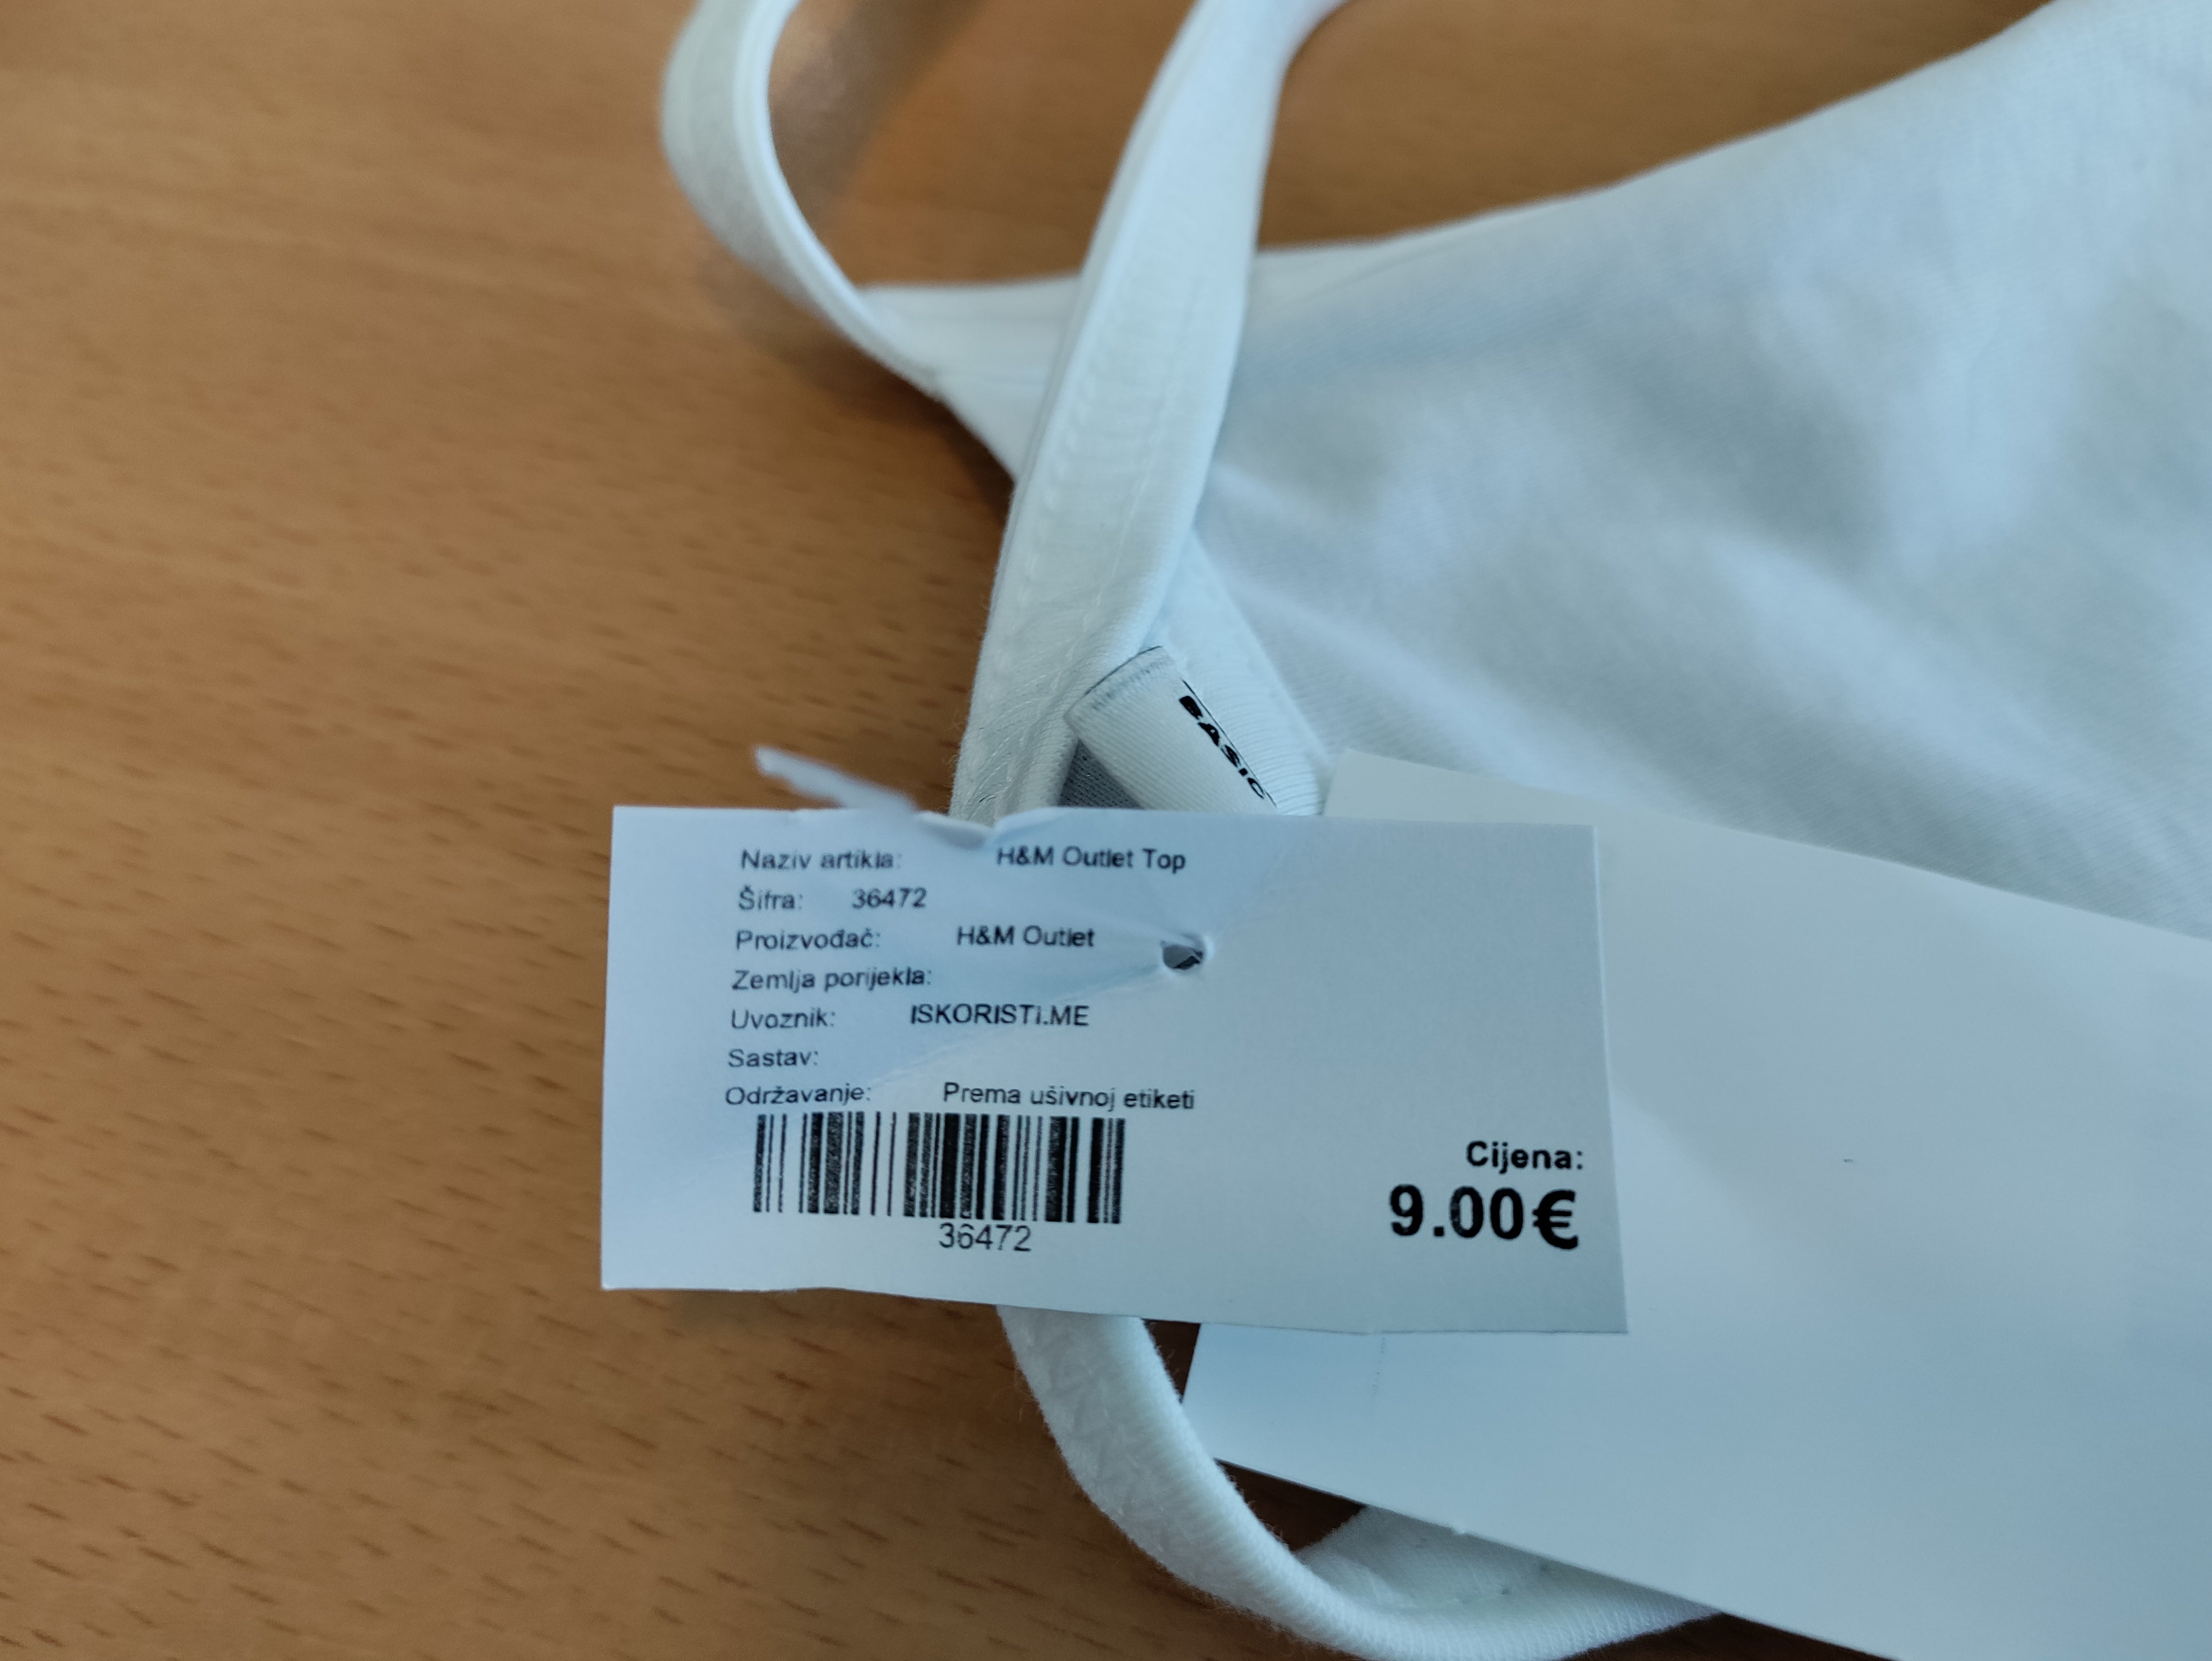 BASIC
Naziv artikla: H&M Outlet Top
Šifra: 36472
Proizvođač: H&M Outlet
Zemlja porijekla:
Uvoznik: ISKORISTI.ME
Sastav:
Održavanje: Prema ušivnoj etiketi
36472
Cijena:
9.00€